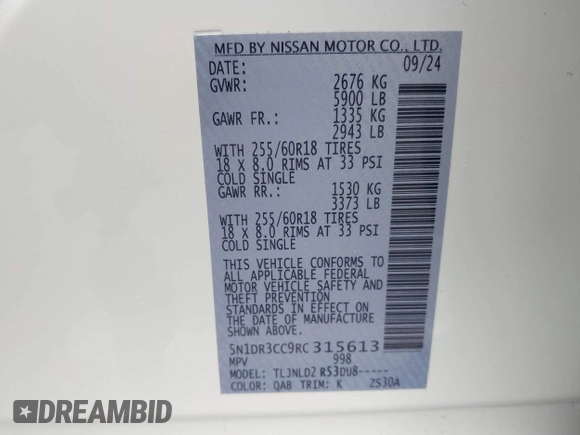 MFD BY NISSAN MOTOR CO., LTD.
DATE: 09/24
GVWR: 2676 KG
5900 LB
GAWR FR.: 1335 KG
2943 LB
WITH 255/60R18 TIRES
18 X 8.0 RIMS AT 33 PSI
COLD SINGLE
GAWR RR.: 1530 KG
3373 LB
WITH 255/60R18 TIRES
18 X 8.0 RIMS AT 33 PSI
COLD SINGLE
THIS VEHICLE CONFORMS TO
ALL APPLICABLE FEDERAL
MOTOR VEHICLE SAFETY AND
THEFT PREVENTION
STANDARDS IN EFFECT ON
THE DATE OF MANUFACTURE
SHOWN ABOVE.
5N1DR3CC9RC315613
MPV 998
MODEL: TLJNLD2 R53DU8-----
COLOR: QAB TRIM: K ZS30A
RIDEMBID.COM